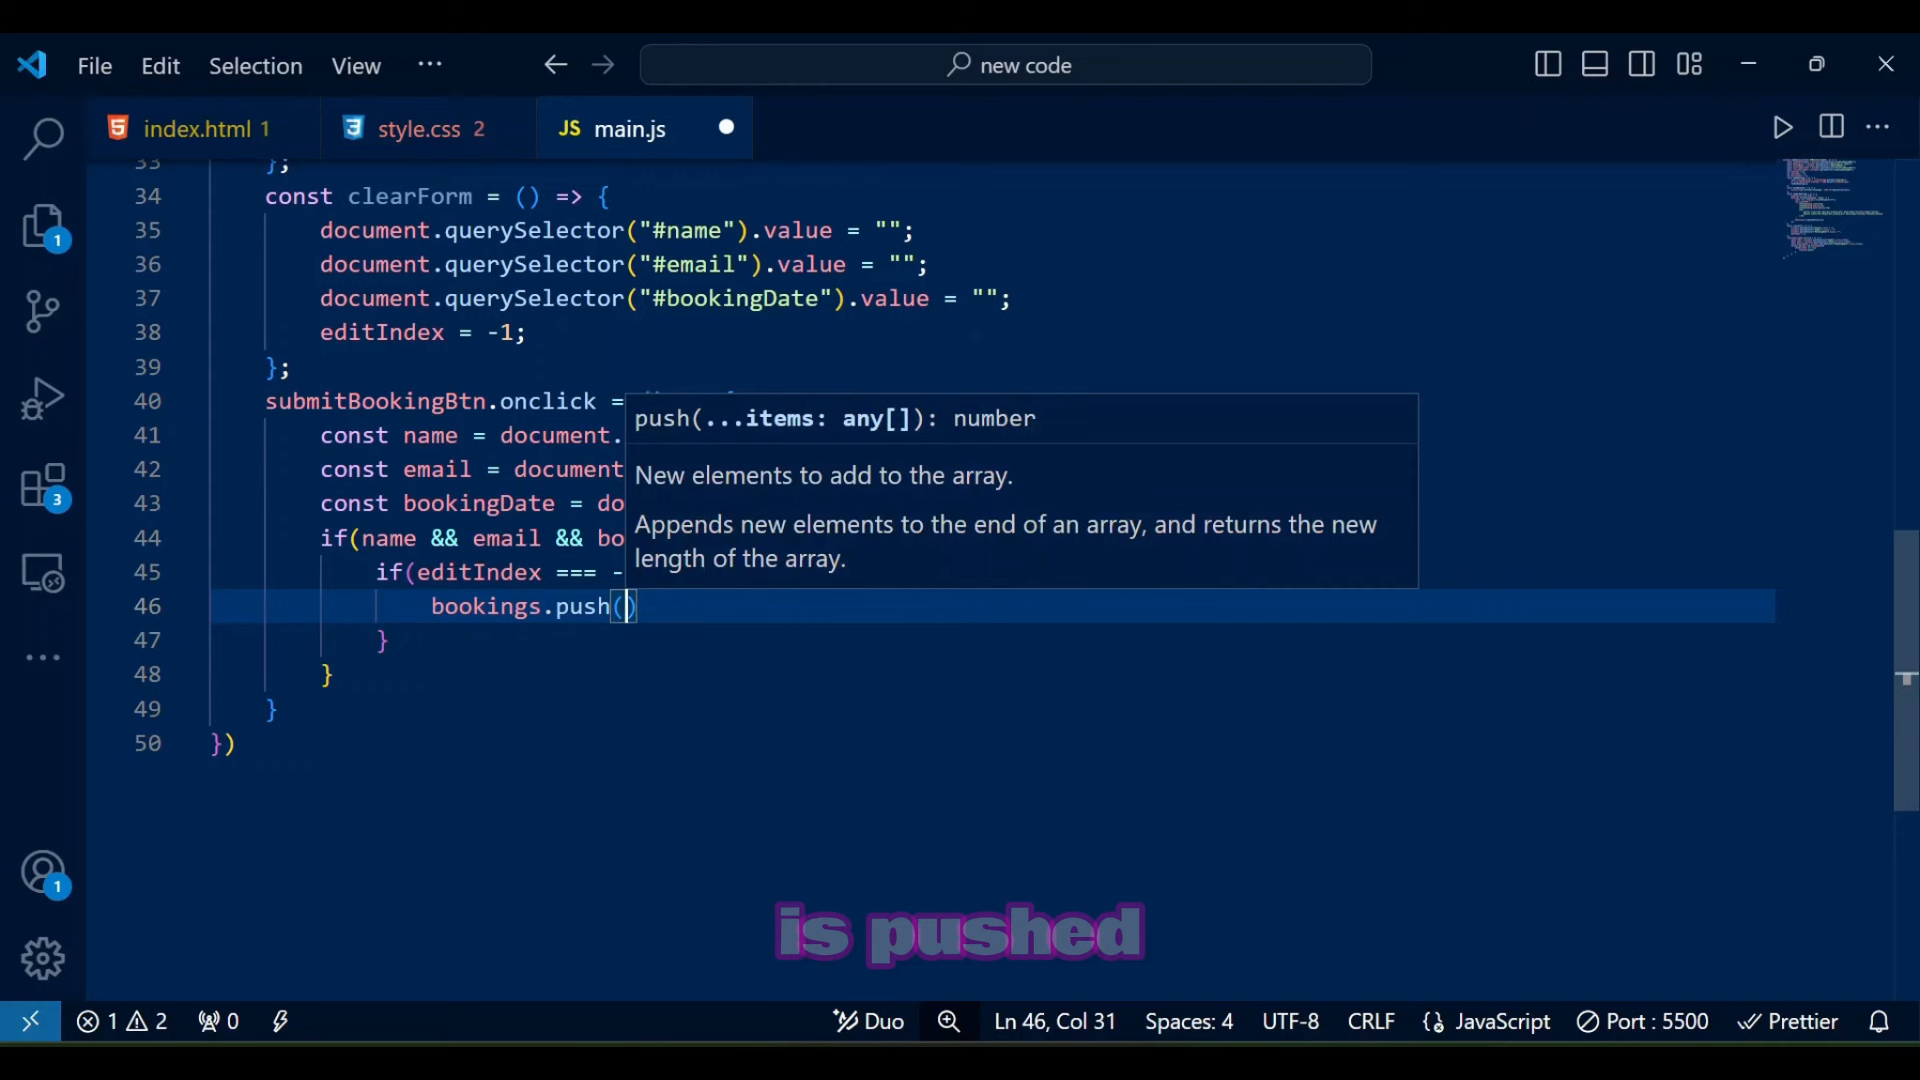 File Edit Selection View ... new code
index.html 1 style.css 2 JS main.js
33 };
34 const clearForm = () => {
35 document.querySelector("#name").value = "";
36 document.querySelector("#email").value = "";
37 document.querySelector("#bookingDate").value = "";
38 editIndex = -1;
39 };
40 submitBookingBtn.onclick =
41 const name = document.
42 const email = document
43 const bookingDate = do
44 if(name && email && bo
45 if(editIndex === -
46 bookings.push()
47 }
48 }
49 }
50 })
push(...items: any[]): number
New elements to add to the array.
Appends new elements to the end of an array, and returns the new
length of the array.
1
3
1
is pushed
1 2 0 Duo Ln 46, Col 31 Spaces: 4 UTF-8 CRLF {} JavaScript Port : 5500 Prettier